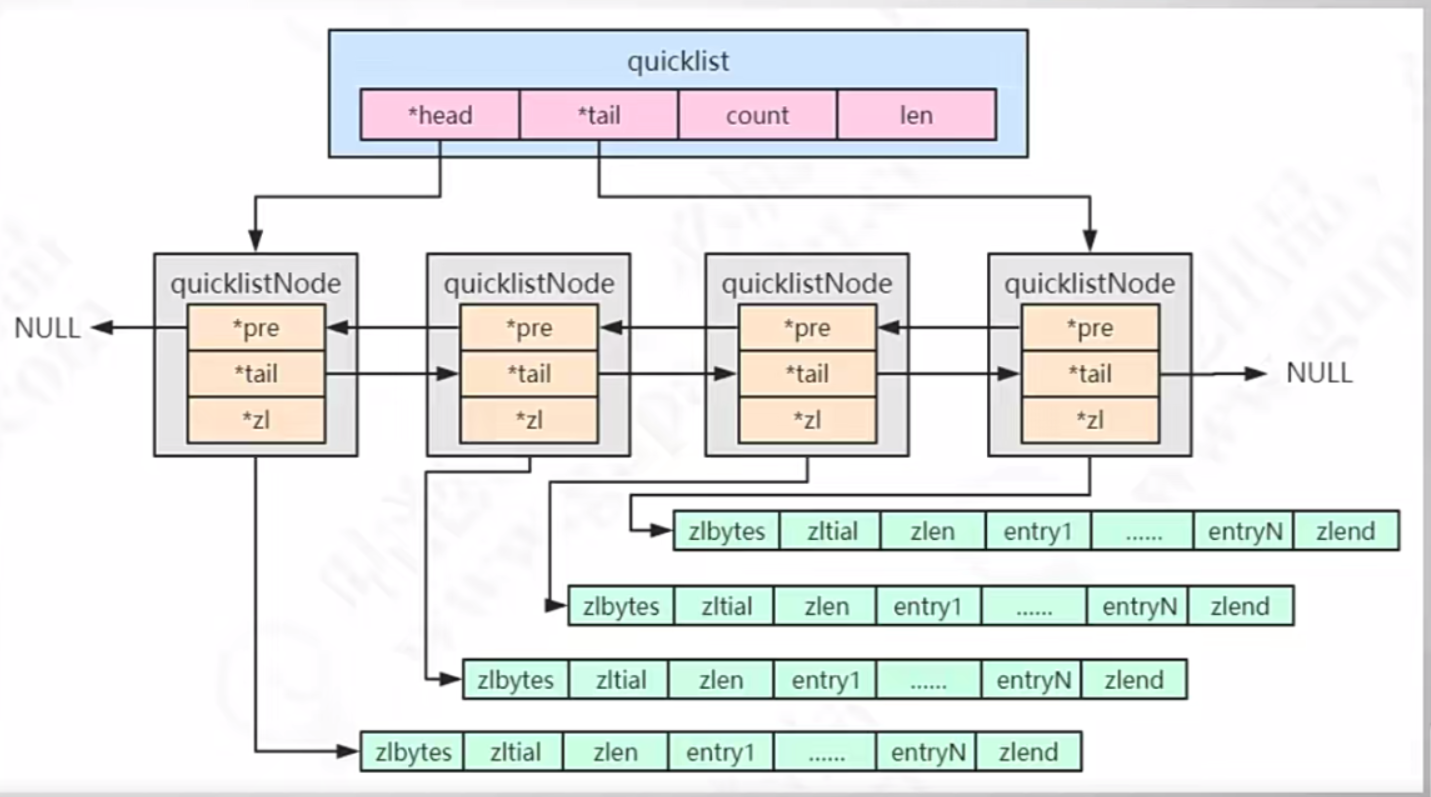 quicklist
*head *tail count len
quicklistNode quicklistNode quicklistNode quicklistNode
NULL *pre *pre *pre *pre
*tail *tail *tail *tail NULL
*zl *zl *zl *zl
zlbytes zltial zlen entry1 ...... entryN zlend
zlbytes zltial zlen entry1 ...... entryN zlend
zlbytes zltial zlen entry1 ...... entryN zlend
zlbytes zltial zlen entry1 ...... entryN zlend